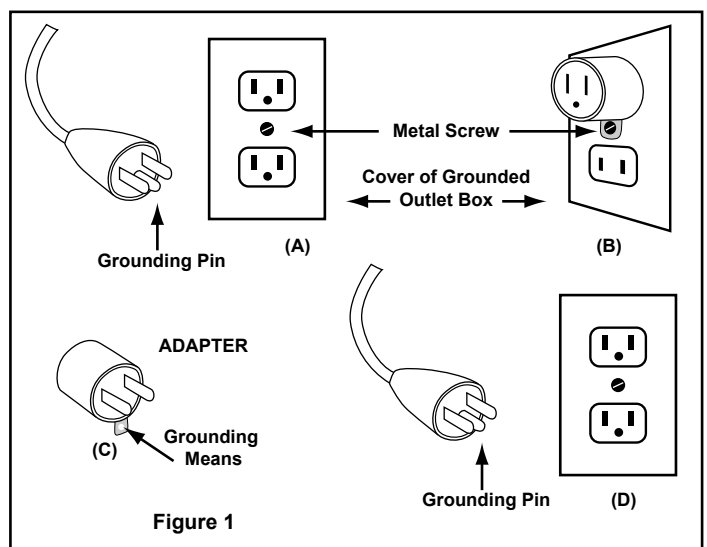 Metal Screw
Cover of Grounded
Outlet Box
(A)
(B)
Grounding Pin
ADAPTER
(C)
Grounding
Means
Grounding Pin
(D)
Figure 1